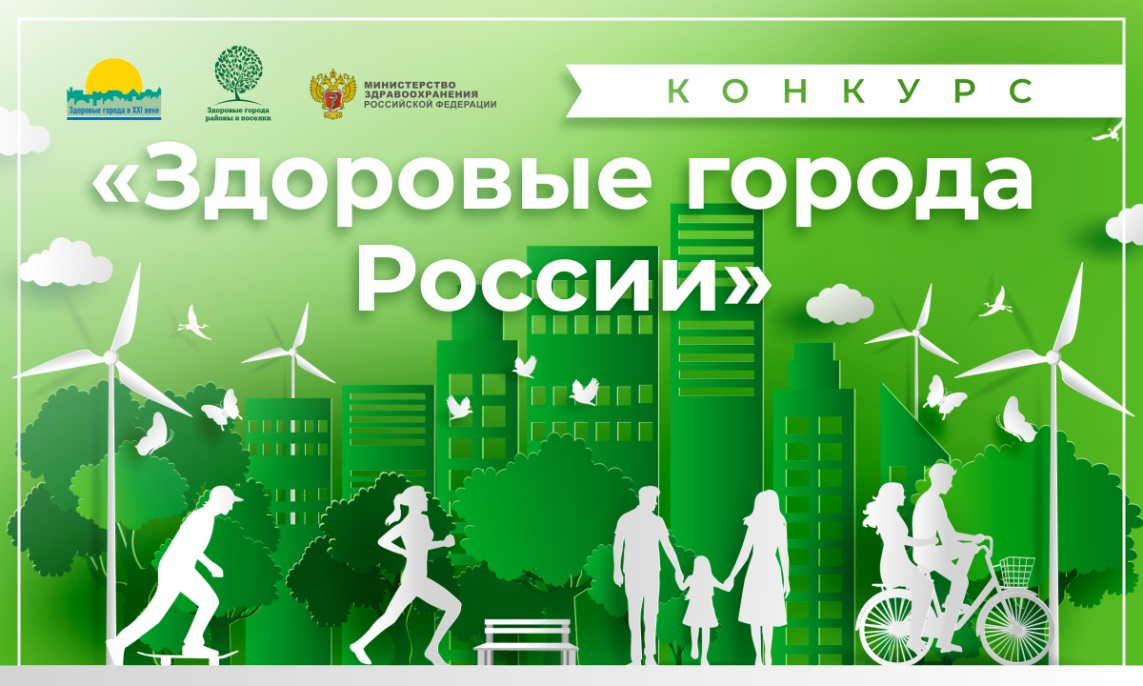 Здоровые города в XXI веке
Здоровые города
районы и поселки
МИНИСТЕРСТВО
ЗДРАВООХРАНЕНИЯ
РОССИЙСКОЙ ФЕДЕРАЦИИ
КОНКУРС
«Здоровые города
России»